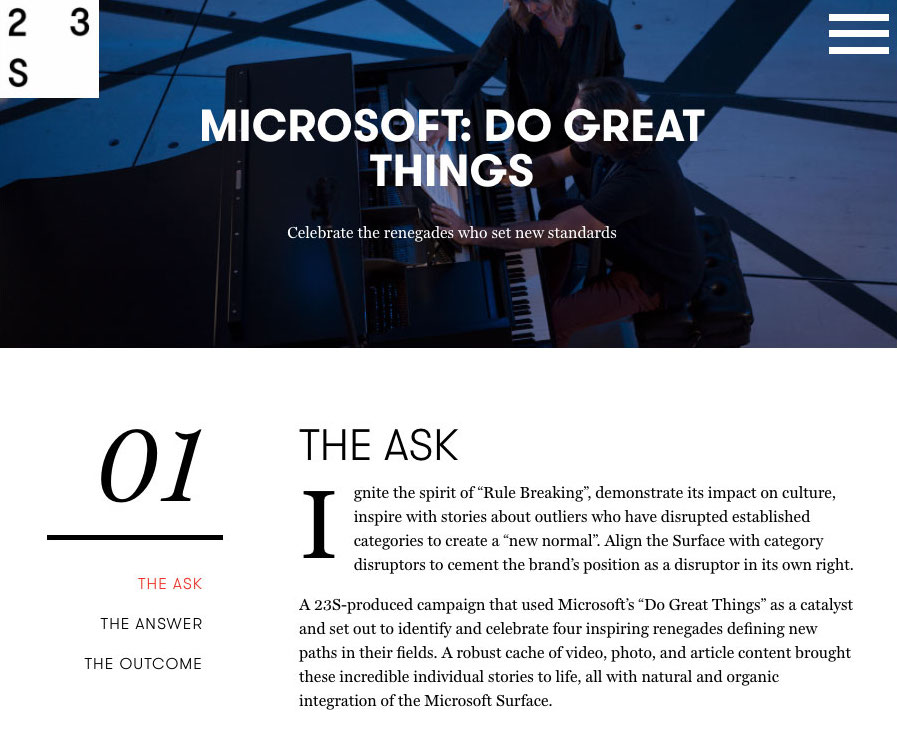 2 3
S
MICROSOFT: DO GREAT
THINGS
Celebrate the renegades who set new standards
01
THE ASK
THE ANSWER
THE OUTCOME
THE ASK
Ignite the spirit of “Rule Breaking”, demonstrate its impact on culture,
inspire with stories about outliers who have disrupted established
categories to create a “new normal”. Align the Surface with category
disruptors to cement the brand’s position as a disruptor in its own right.
A 23S-produced campaign that used Microsoft’s “Do Great Things” as a catalyst
and set out to identify and celebrate four inspiring renegades defining new
paths in their fields. A robust cache of video, photo, and article content brought
these incredible individual stories to life, all with natural and organic
integration of the Microsoft Surface.